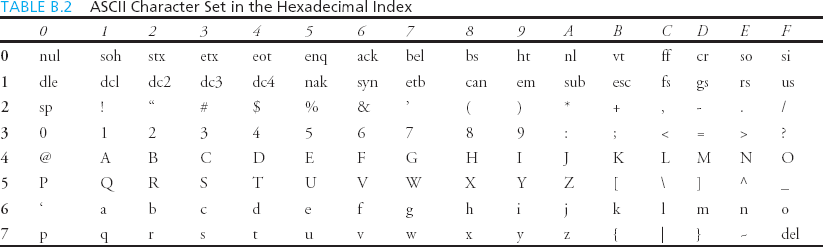 TABLE B.2 ASCII Character Set in the Hexadecimal Index
0 1 2 3 4 5 6 7 8 9 A B C D E F
0 nul soh stx etx eot enq ack bel bs ht nl vt ff cr so si
1 dle dcl dc2 dc3 dc4 nak syn etb can em sub esc fs gs rs us
2 sp ! “ # $ % & ’ ( ) * + , - . /
3 0 1 2 3 4 5 6 7 8 9 : ; < = > ?
4 @ A B C D E F G H I J K L M N O
5 P Q R S T U V W X Y Z [ \ ] ^ _
6 ‘ a b c d e f g h i j k l m n o
7 p q r s t u v w x y z { | } ~ del